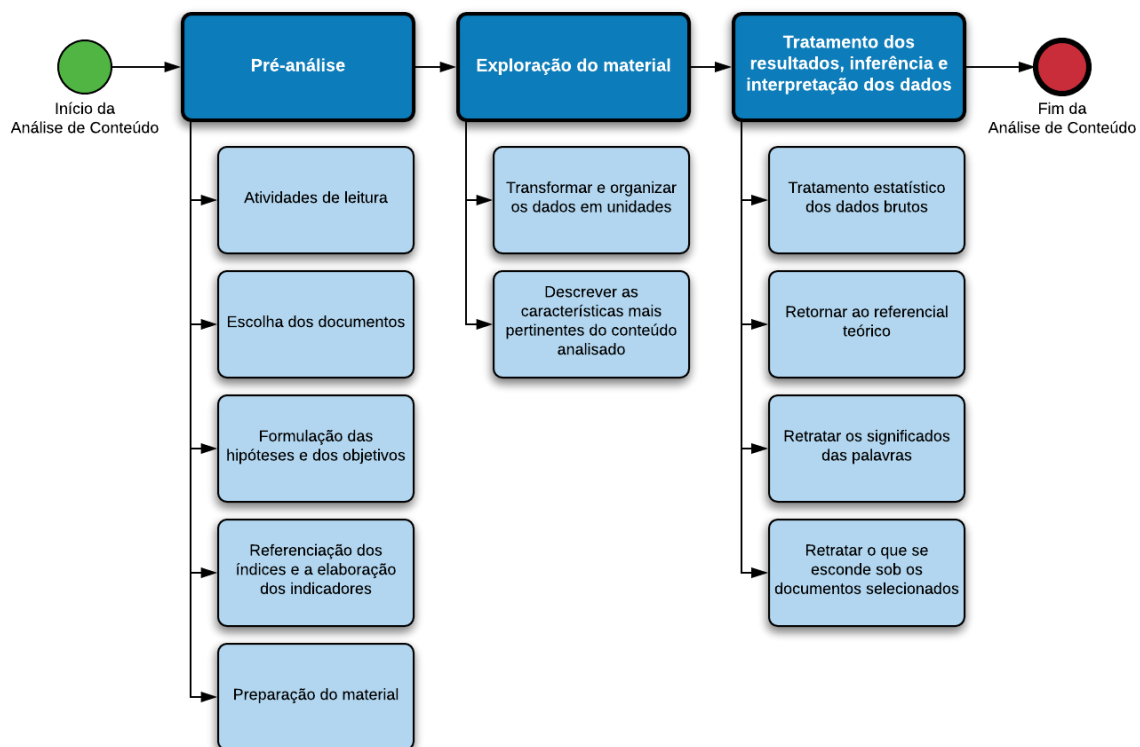 Início da
Análise de Conteúdo
Pré-análise
Atividades de leitura
Escolha dos documentos
Formulação das
hipóteses e dos objetivos
Referenciação dos
índices e a elaboração
dos indicadores
Preparação do material
Exploração do material
Transformar e organizar
os dados em unidades
Descrever as
características mais
pertinentes do conteúdo
analisado
Tratamento dos
resultados, inferência e
interpretação dos dados
Tratamento estatístico
dos dados brutos
Retornar ao referencial
teórico
Retratar os significados
das palavras
Retratar o que se
esconde sob os
documentos selecionados
Fim da
Análise de Conteúdo